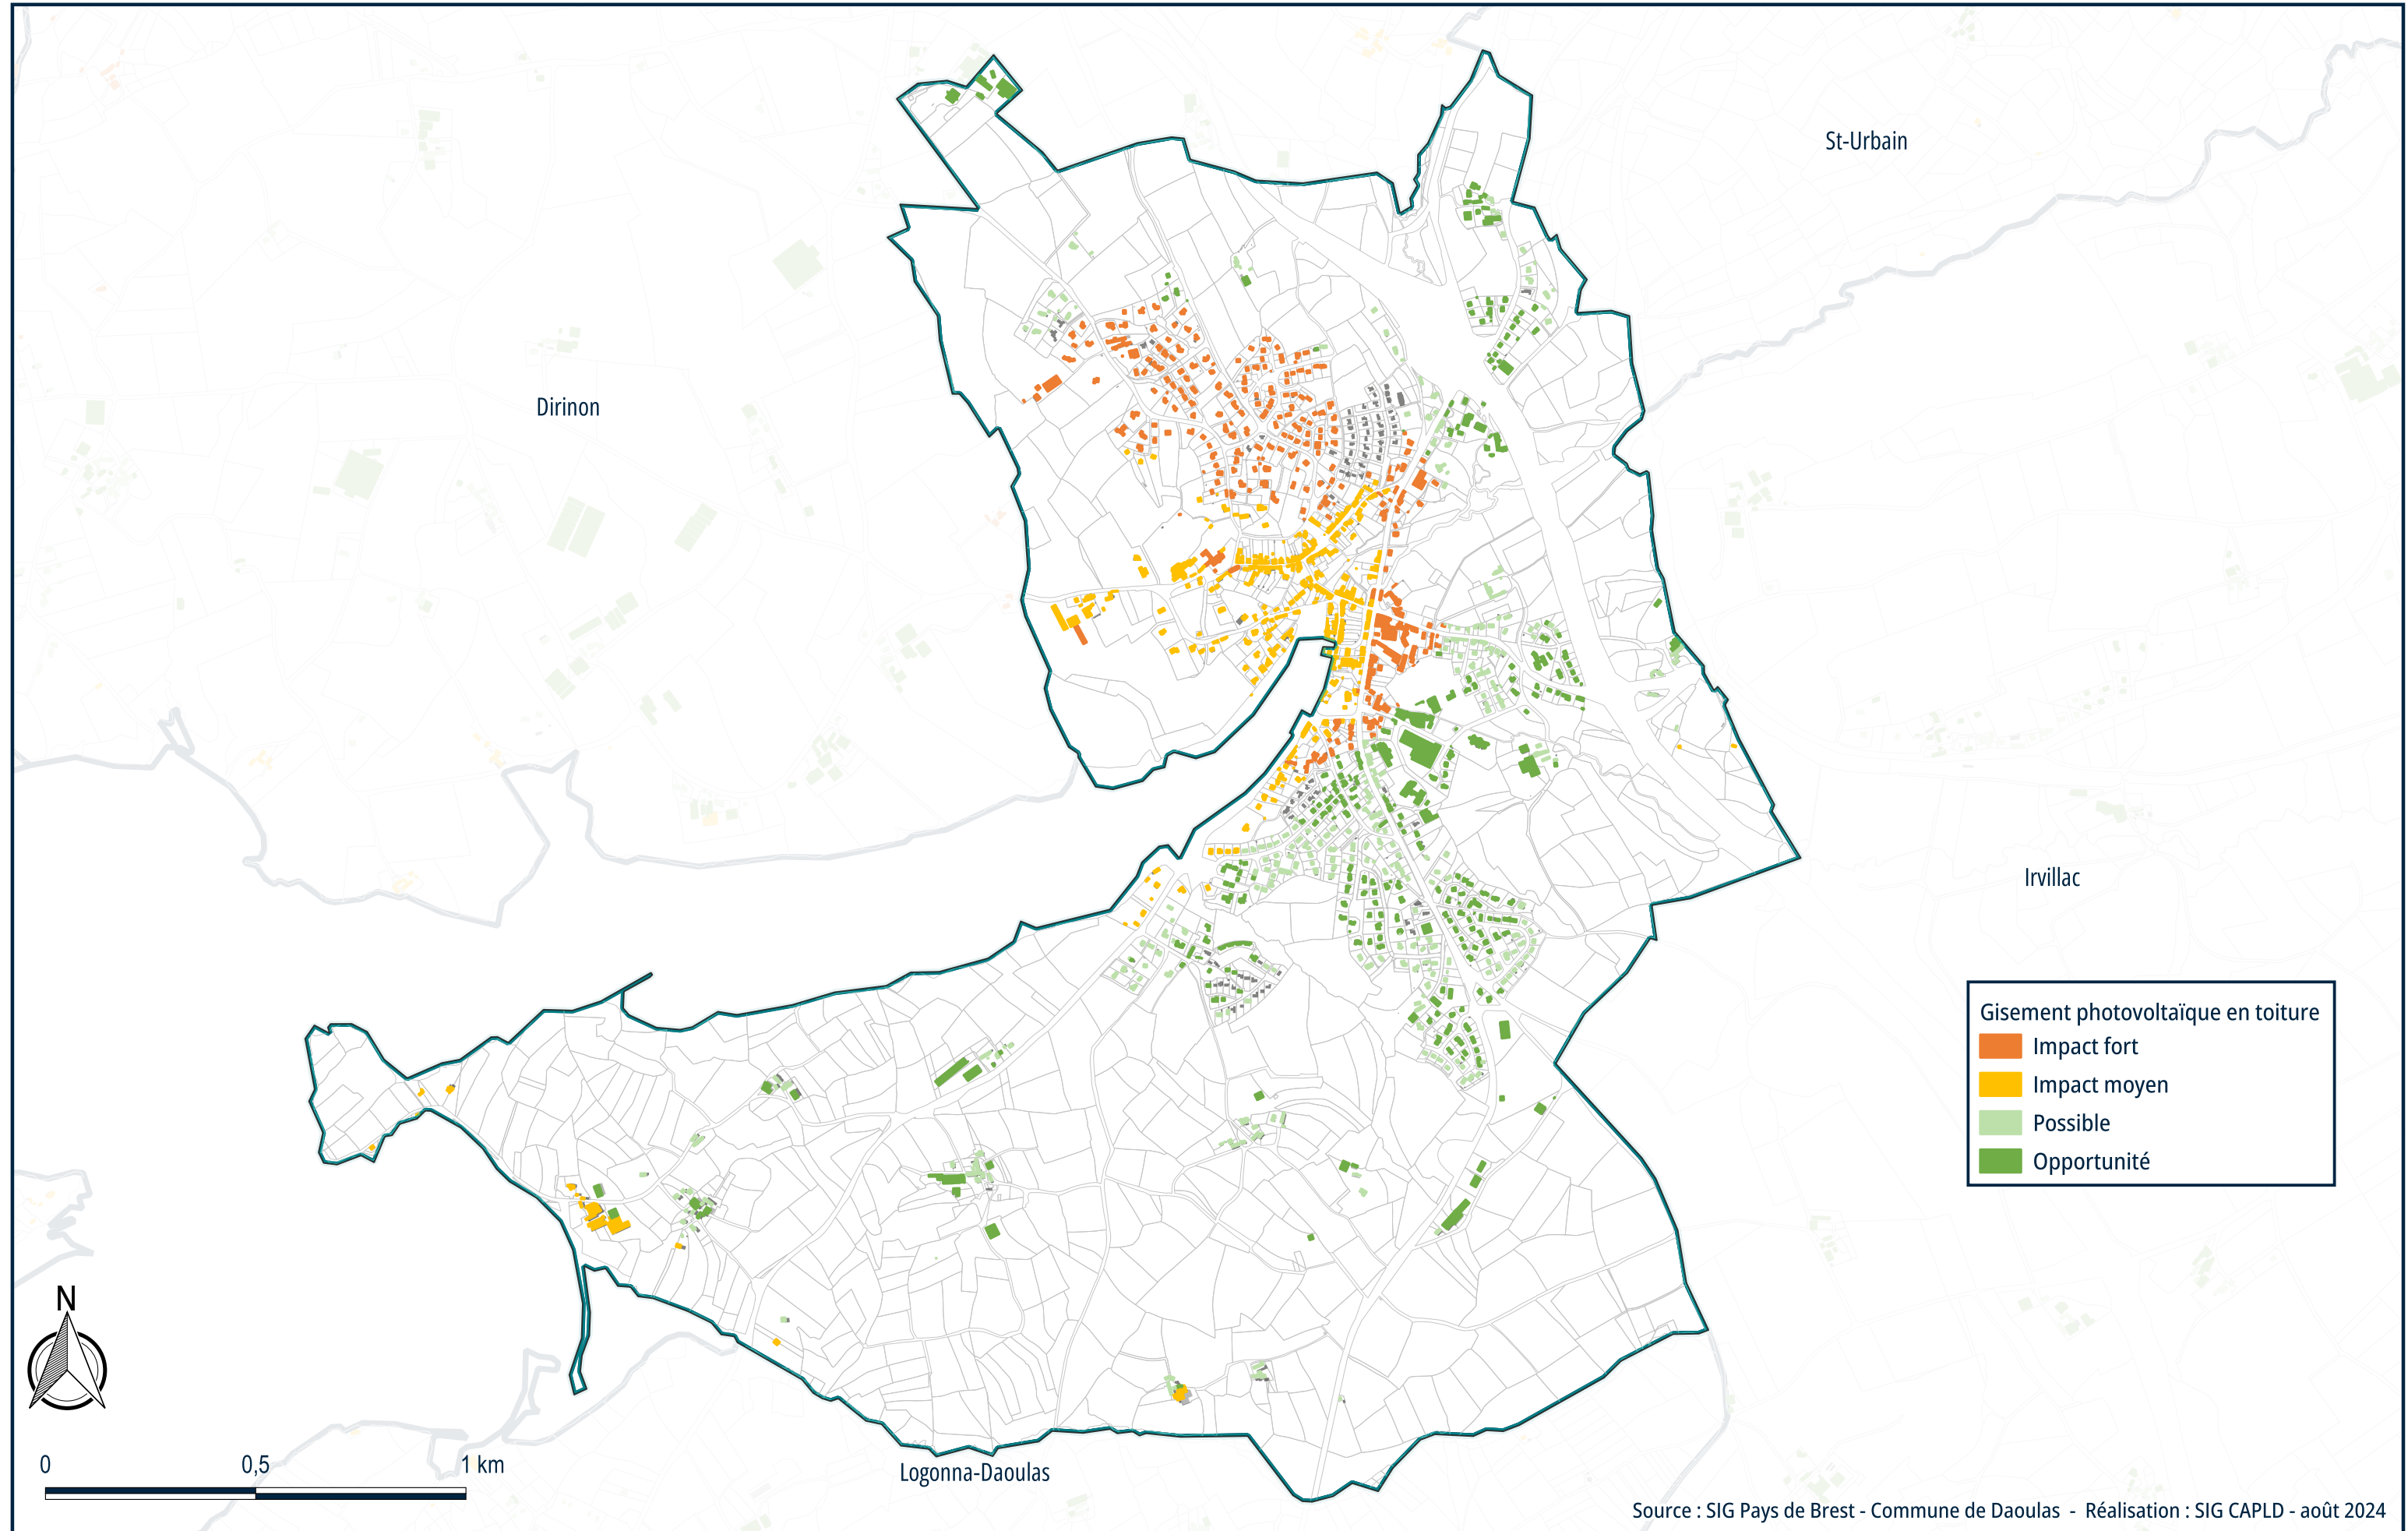 St-Urbain
Dirinon
Irvillac
Gisement photovoltaïque en toiture
Impact fort
Impact moyen
Possible
Opportunité
N
0 0,5 1 km
Logonna-Daoulas
Source : SIG Pays de Brest - Commune de Daoulas - Réalisation : SIG CAPLD - août 2024